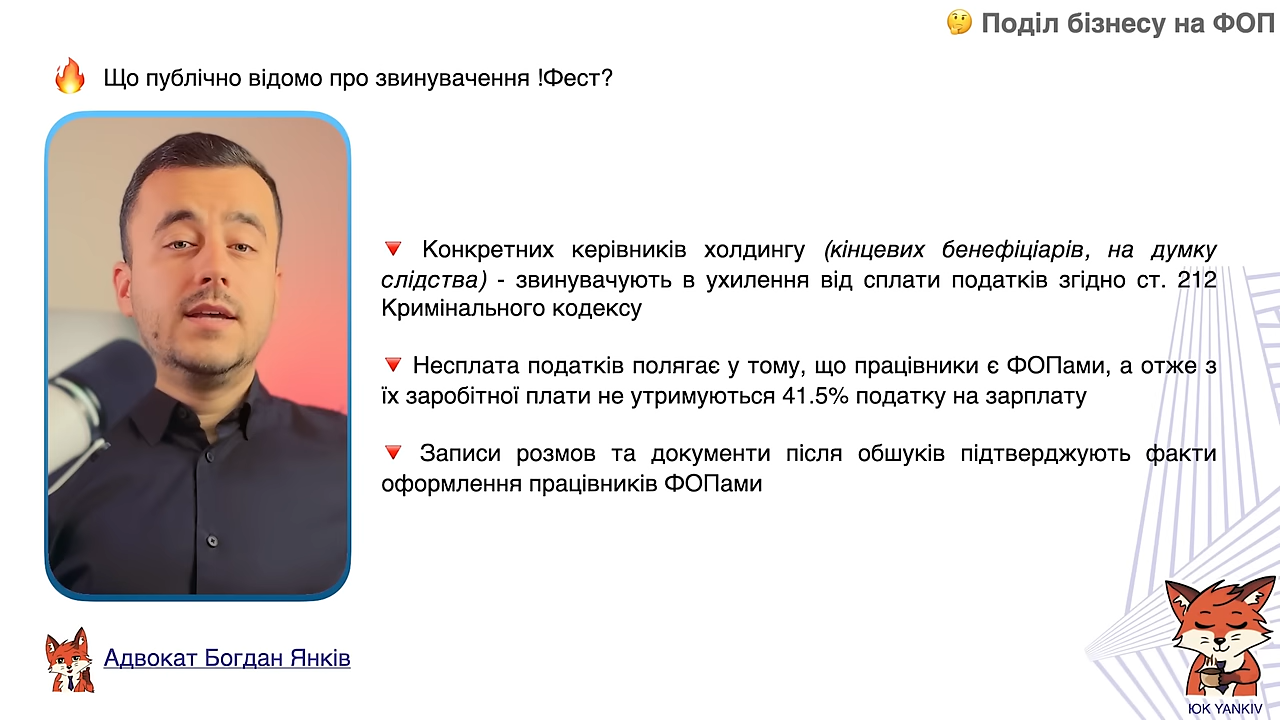 🤔 Поділ бізнесу на ФОП
🔥 Що публічно відомо про звинувачення !Фест?
🔻 Конкретних керівників холдингу (кінцевих бенефіціарів, на думку
слідства) - звинувачують в ухилення від сплати податків згідно ст. 212
Кримінального кодексу
🔻 Несплата податків полягає у тому, що працівники є ФОПами, а отже з
їх заробітної плати не утримуються 41.5% податку на зарплату
🔻 Записи розмов та документи після обшуків підтверджують факти
оформлення працівників ФОПами
Адвокат Богдан Янків
ЮК YANKIV